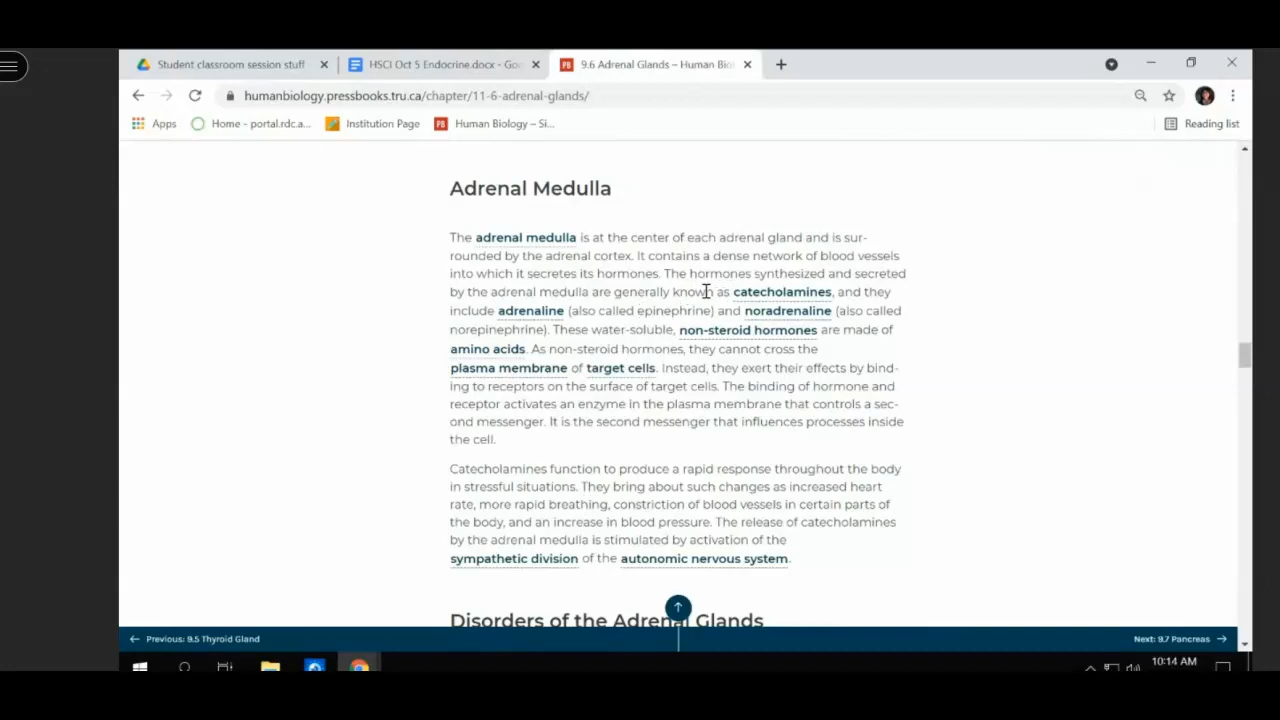 Student classroom session stuff
HSCI Oct 5 Endocrine.docx - Goo
9.6 Adrenal Glands – Human Bio
humanbiology.pressbooks.tru.ca/chapter/11-6-adrenal-glands/
Apps
Home - portal.rdc.a...
Institution Page
Human Biology – Si...
Reading list
Adrenal Medulla
The adrenal medulla is at the center of each adrenal gland and is sur-
rounded by the adrenal cortex. It contains a dense network of blood vessels
into which it secretes its hormones. The hormones synthesized and secreted
by the adrenal medulla are generally known as catecholamines, and they
include adrenaline (also called epinephrine) and noradrenaline (also called
norepinephrine). These water-soluble, non-steroid hormones are made of
amino acids. As non-steroid hormones, they cannot cross the
plasma membrane of target cells. Instead, they exert their effects by bind-
ing to receptors on the surface of target cells. The binding of hormone and
receptor activates an enzyme in the plasma membrane that controls a sec-
ond messenger. It is the second messenger that influences processes inside
the cell.
Catecholamines function to produce a rapid response throughout the body
in stressful situations. They bring about such changes as increased heart
rate, more rapid breathing, constriction of blood vessels in certain parts of
the body, and an increase in blood pressure. The release of catecholamines
by the adrenal medulla is stimulated by activation of the
sympathetic division of the autonomic nervous system.
Disorders of the Adrenal Glands
Previous: 9.5 Thyroid Gland
Next: 9.7 Pancreas
10:14 AM